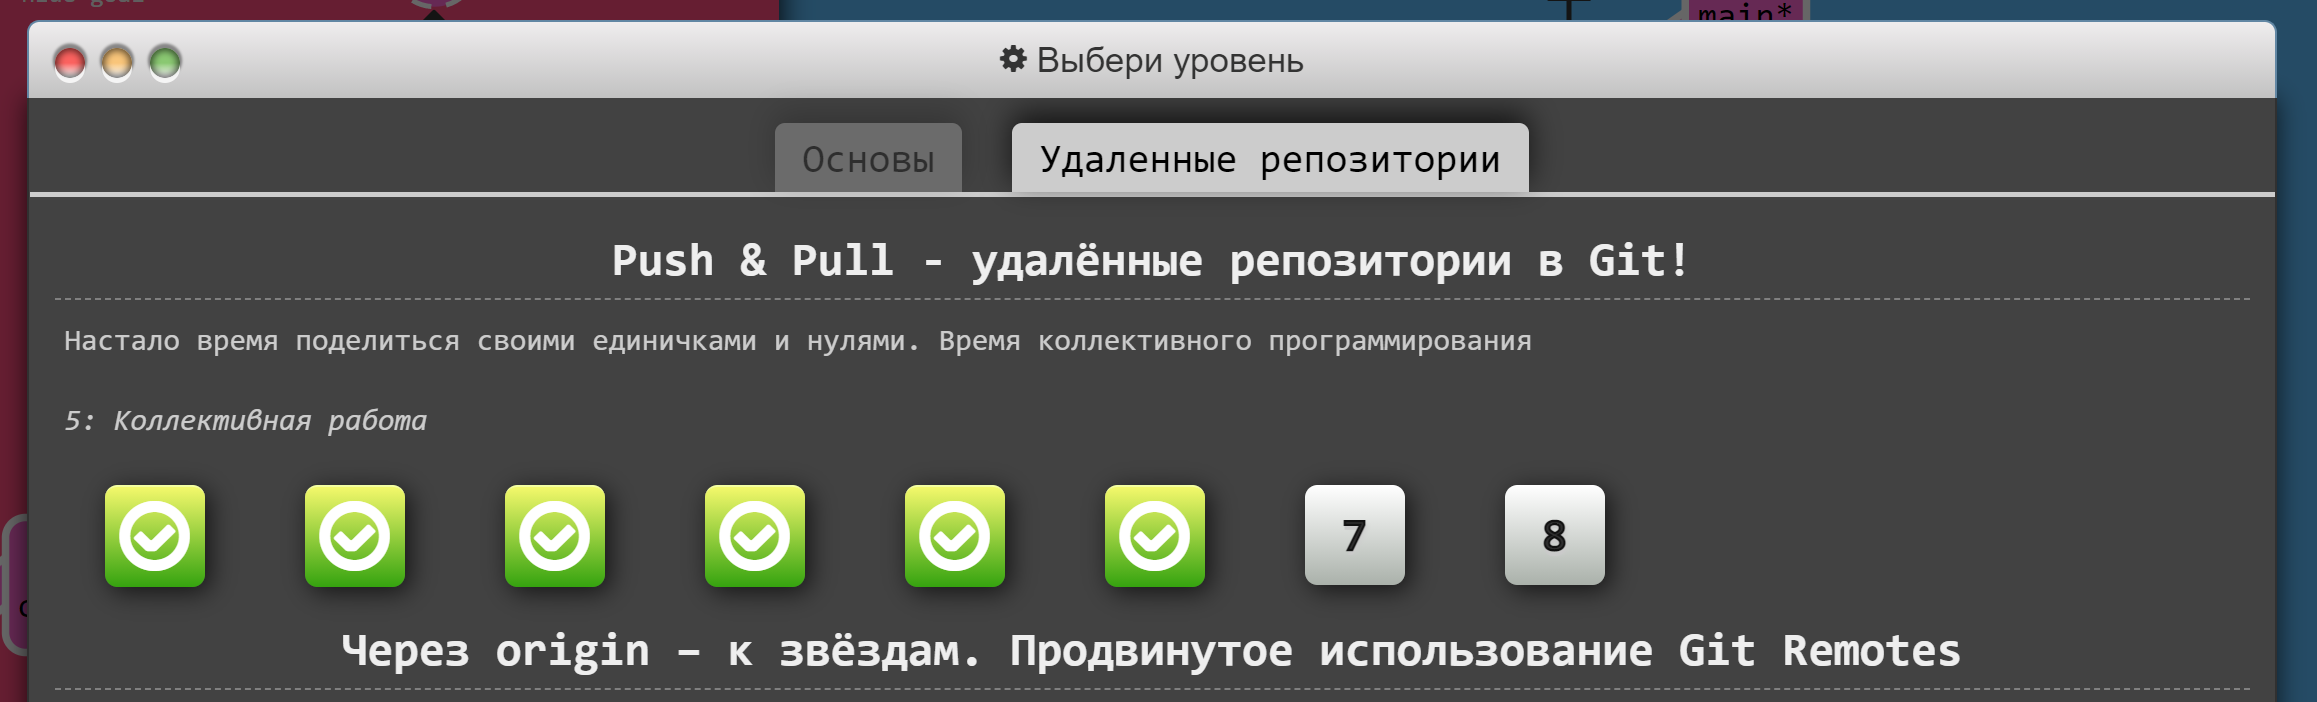 main*
Выбери уровень
Основы
Удаленные репозитории
Push & Pull - удалённые репозитории в Git!
Настало время поделиться своими единичками и нулями. Время коллективного программирования
5: Коллективная работа
7
8
Через origin – к звёздам. Продвинутое использование Git Remotes